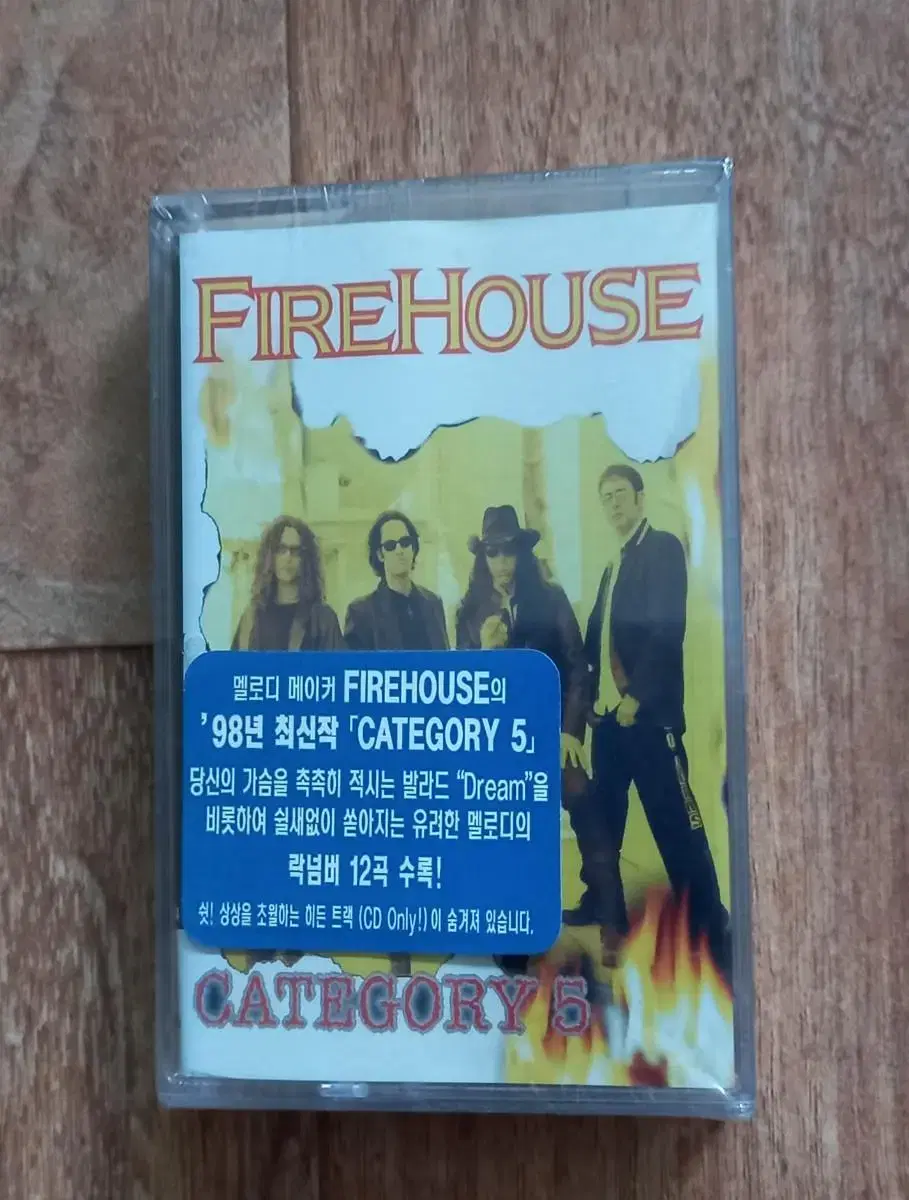 FIREHOUSE
멜로디 메이커 FIREHOUSE의
'98년 최신작 「CATEGORY 5」
당신의 가슴을 촉촉히 적시는 발라드 “Dream”을
비롯하여 쉴새없이 쏟아지는 유려한 멜로디의
락넘버 12곡 수록!
쉿! 상상을 초월하는 히든 트랙 (CD Only!) 이 숨겨져 있습니다.
CATEGORY 5